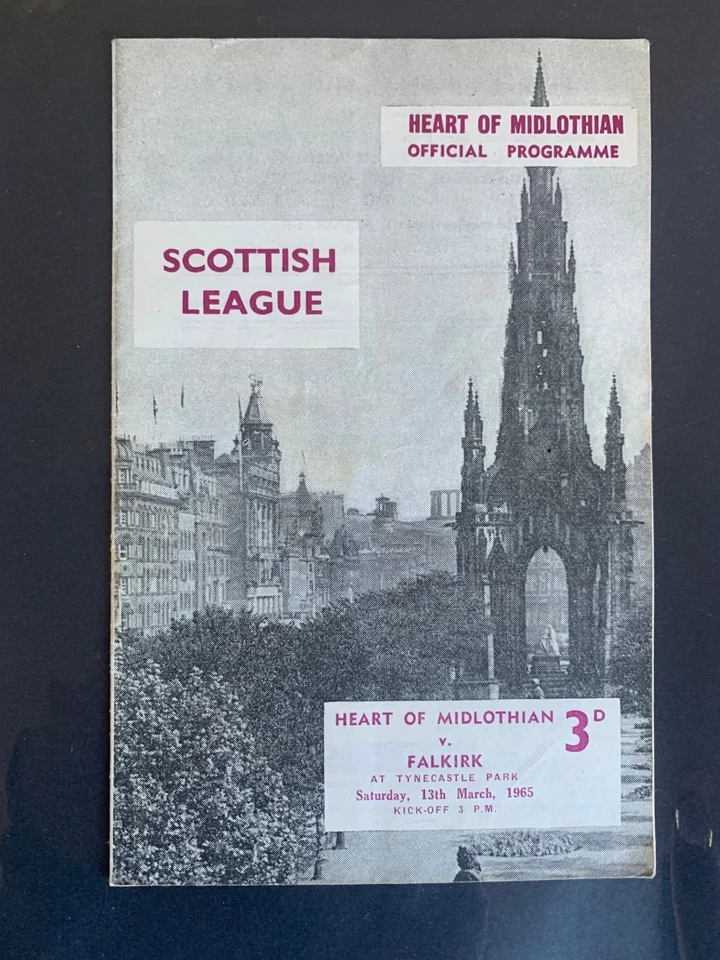 HEART OF MIDLOTHIAN
OFFICIAL PROGRAMME
SCOTTISH
LEAGUE
HEART OF MIDLOTHIAN 3D
v.
FALKIRK
AT TYNECASTLE PARK
Saturday, 13th March, 1965
KICK-OFF 3 P.M.